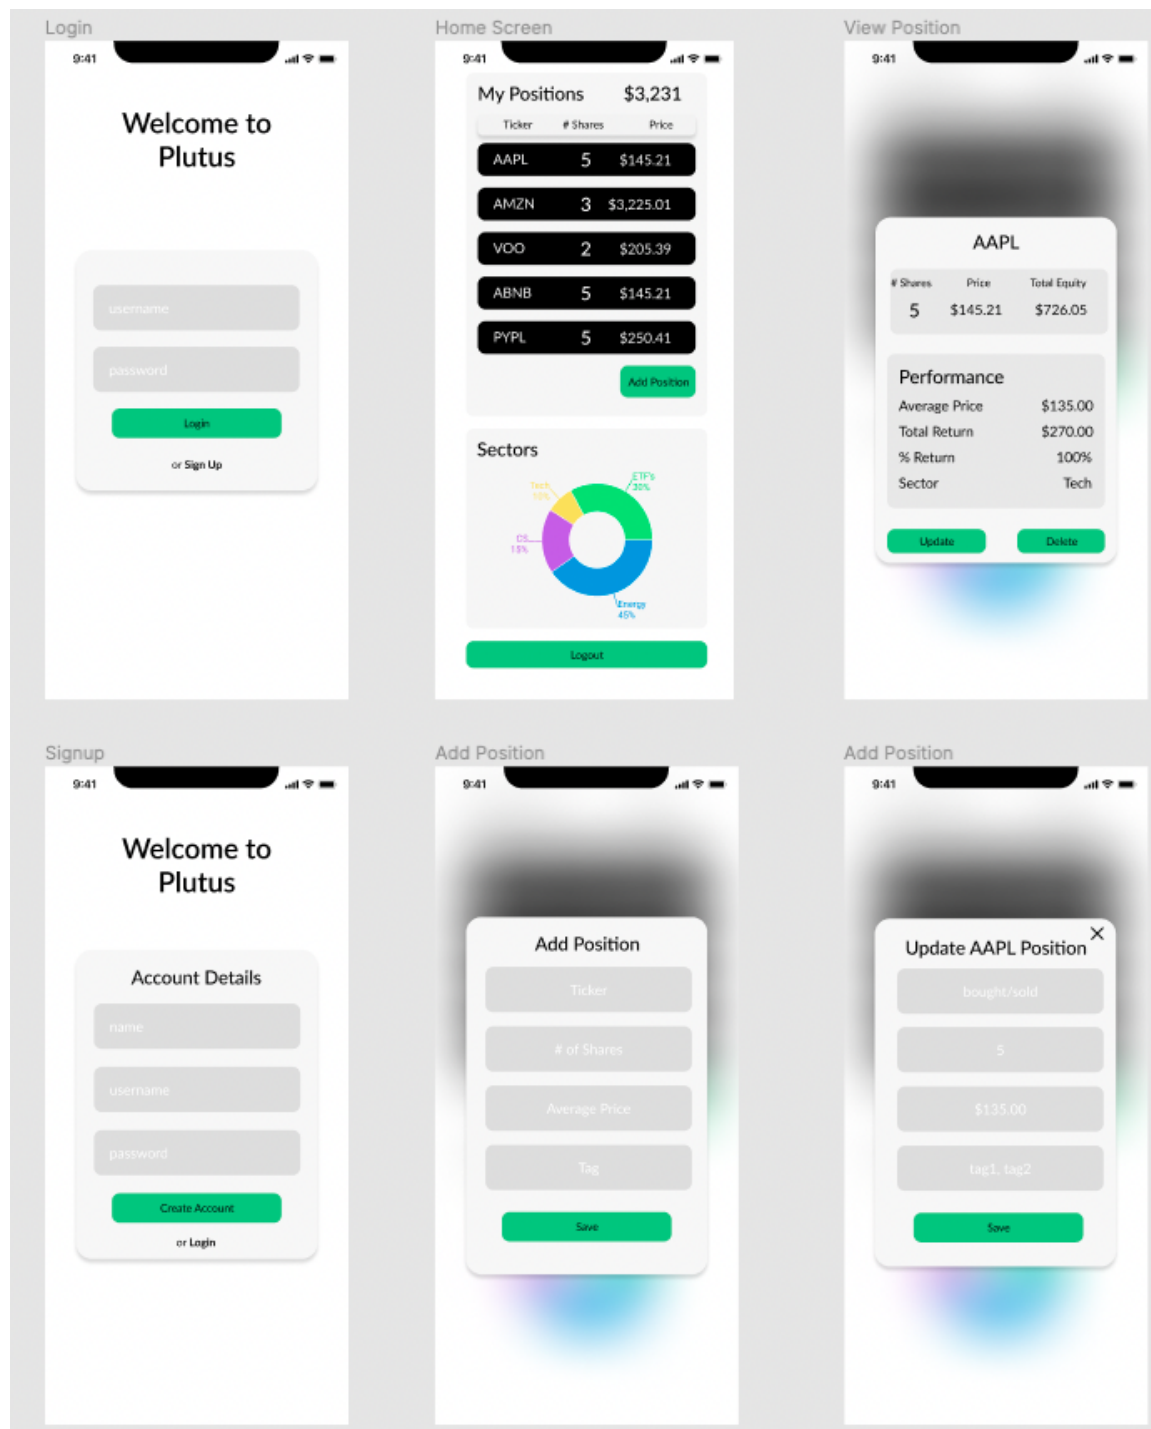 Login
9:41
Welcome to
Plutus
username
password
Login
or Sign Up
Home Screen
9:41
My Positions $3,231
Ticker # Shares Price
AAPL 5 $145.21
AMZN 3 $3,225.01
VOO 2 $205.39
ABNB 5 $145.21
PYPL 5 $250.41
Add Position
Sectors
ETF's
30%
Tech
10%
CS
15%
Energy
45%
Logout
View Position
9:41
AAPL
# Shares Price Total Equity
5 $145.21 $726.05
Performance
Average Price $135.00
Total Return $270.00
% Return 100%
Sector Tech
Update Delete
Signup
9:41
Welcome to
Plutus
Account Details
name
username
password
Create Account
or Login
Add Position
9:41
Add Position
Ticker
# of Shares
Average Price
Tag
Save
Add Position
9:41
Update AAPL Position
bought/sold
5
$135.00
tag1, tag2
Save